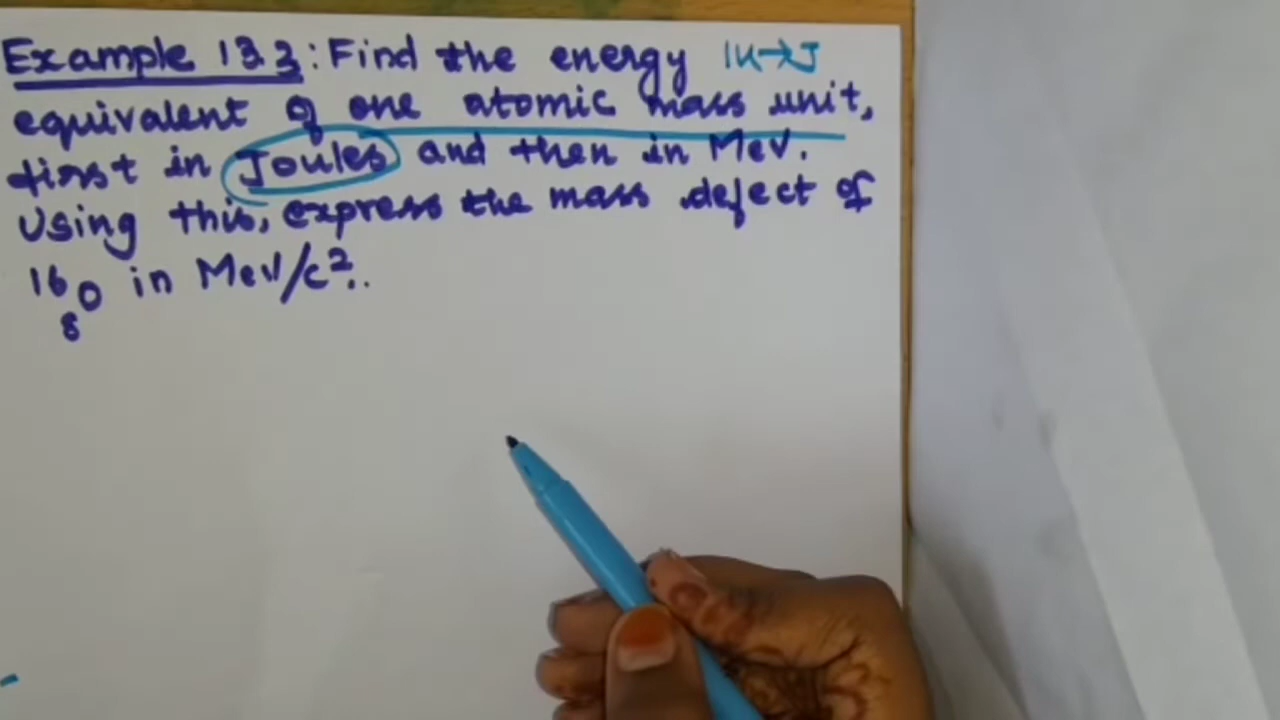 Example 13.3: Find the energy 1u→J
equivalent of one atomic mass unit,
first in Joules and then in MeV.
Using this, express the mass defect of
16
8 O in MeV/c2.